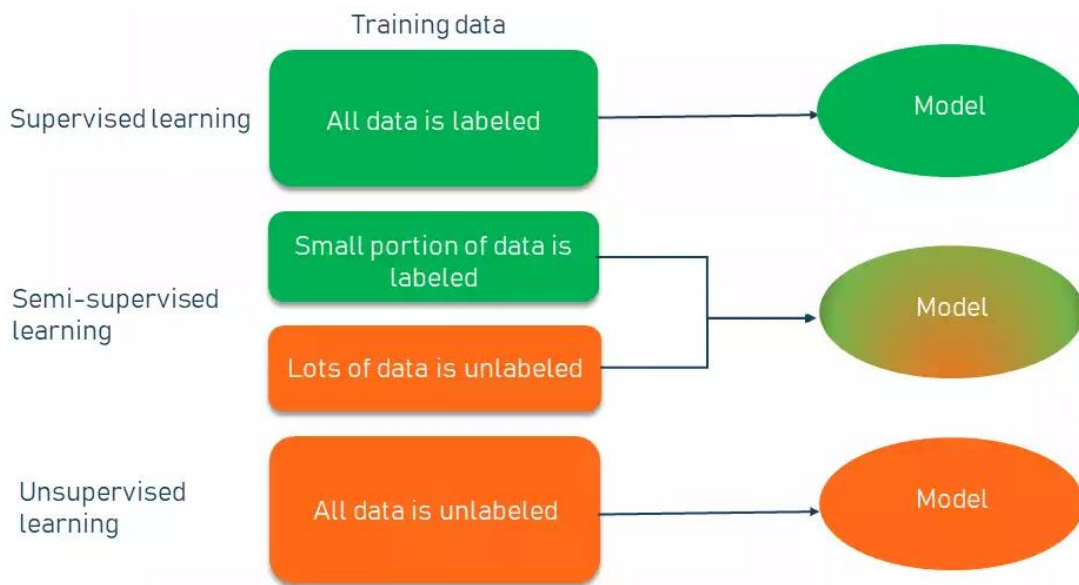 Training data
Supervised learning
All data is labeled
Model
Semi-supervised
learning
Small portion of data is
labeled
Lots of data is unlabeled
Model
Unsupervised
learning
All data is unlabeled
Model